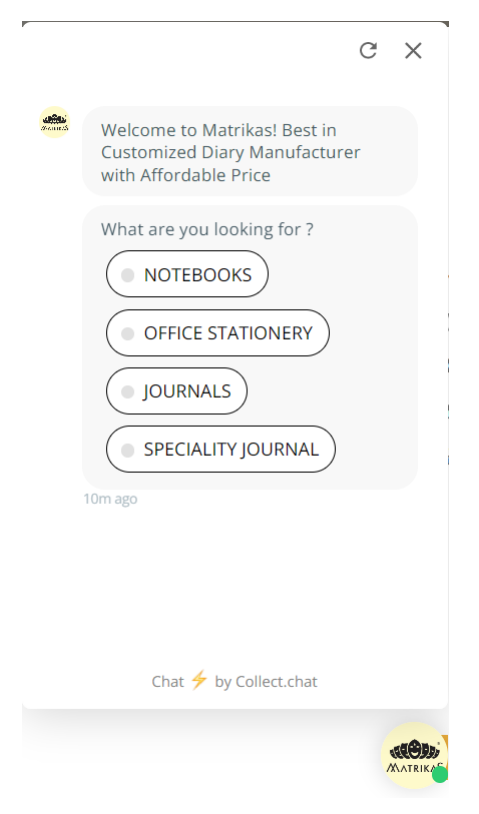 MATRIKAS
Welcome to Matrikas! Best in
Customized Diary Manufacturer
with Affordable Price
What are you looking for ?
NOTEBOOKS
OFFICE STATIONERY
JOURNALS
SPECIALITY JOURNAL
10m ago
Chat ⚡ by Collect.chat
MATRIKAS